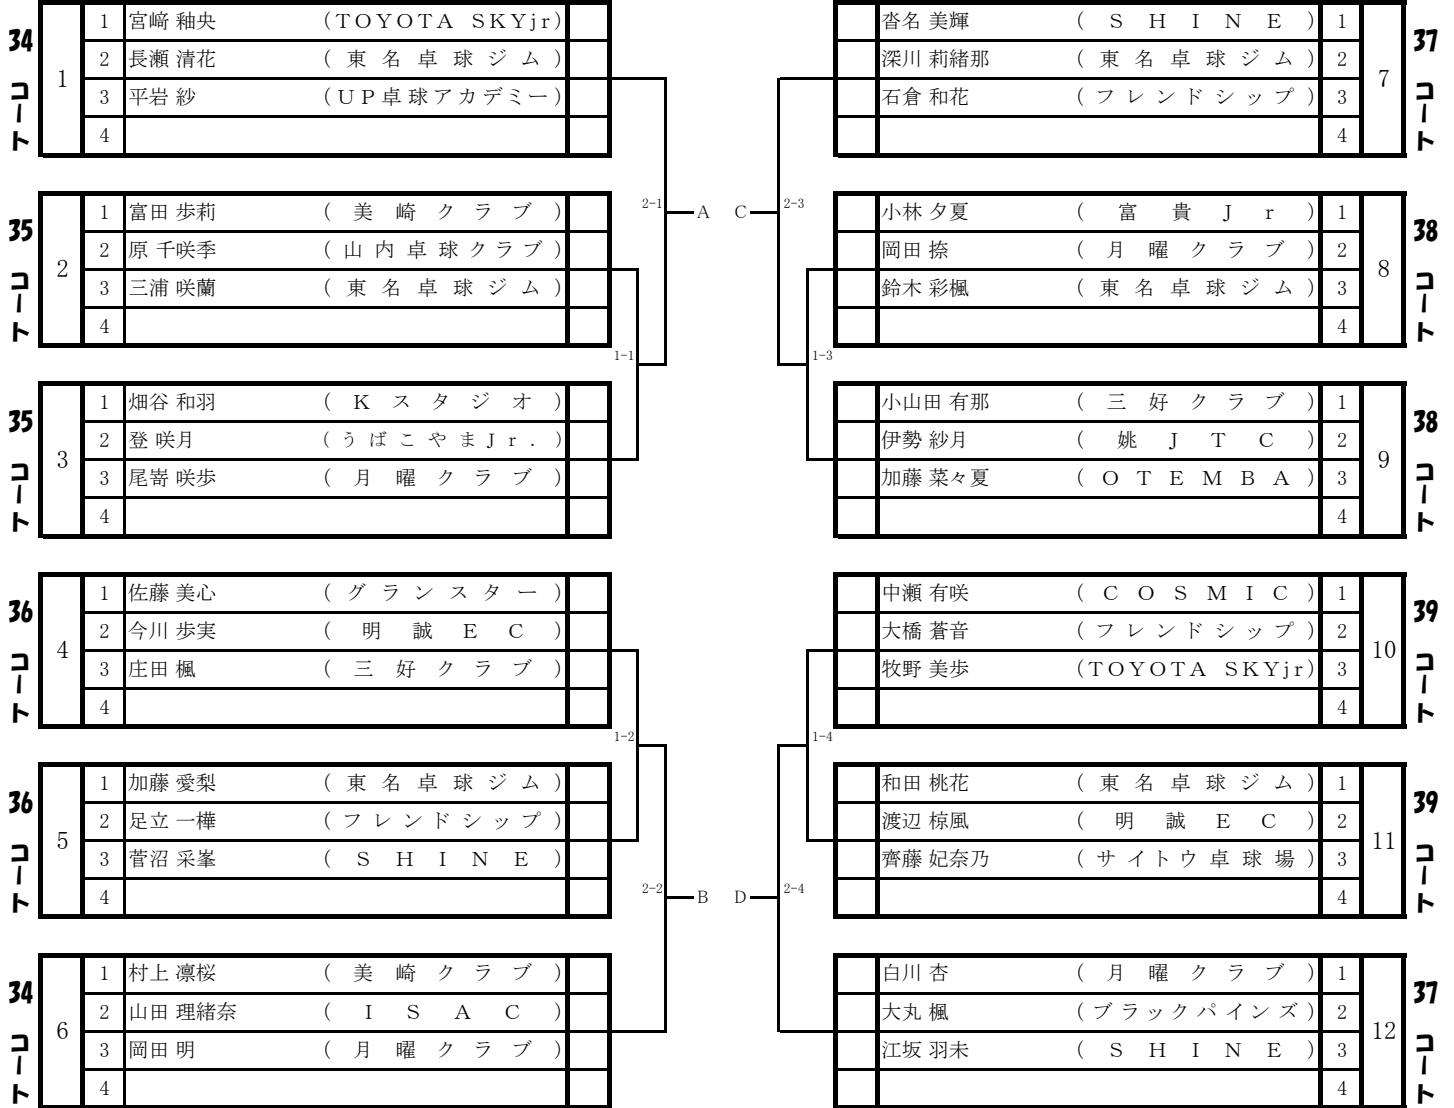 34 コート
1
1 宮﨑 釉央 (TOYOTA SKYjr)
2 長瀬 清花 (東名卓球ジム)
3 平岩 紗 (UP卓球アカデミー)
4
35 コート
2
1 富田 歩莉 (美崎クラブ)
2 原 千咲季 (山内卓球クラブ)
3 三浦 咲蘭 (東名卓球ジム)
4
35 コート
3
1 畑谷 和羽 (Kスタジオ)
2 登 咲月 (うばこやまJr.)
3 尾嵜 咲歩 (月曜クラブ)
4
36 コート
4
1 佐藤 美心 (グランスター)
2 今川 歩実 (明誠EC)
3 庄田 楓 (三好クラブ)
4
36 コート
5
1 加藤 愛梨 (東名卓球ジム)
2 足立 一樺 (フレンドシップ)
3 菅沼 采峯 (SHINE)
4
34 コート
6
1 村上 凛桜 (美崎クラブ)
2 山田 理緒奈 (ISAC)
3 岡田 明 (月曜クラブ)
4
2-1
A
1-1
1-2
2-2
B
C
2-3
1-3
1-4
D
2-4
37 コート
7
沓名 美輝 (SHINE) 1
深川 莉緒那 (東名卓球ジム) 2
石倉 和花 (フレンドシップ) 3
4
38 コート
8
小林 夕夏 (富貴Jr) 1
岡田 捺 (月曜クラブ) 2
鈴木 彩楓 (東名卓球ジム) 3
4
38 コート
9
小山田 有那 (三好クラブ) 1
伊勢 紗月 (姚JTC) 2
加藤 菜々夏 (OTEMBA) 3
4
39 コート
10
中瀬 有咲 (COSMIC) 1
大橋 蒼音 (フレンドシップ) 2
牧野 美歩 (TOYOTA SKYjr) 3
4
39 コート
11
和田 桃花 (東名卓球ジム) 1
渡辺 椋風 (明誠EC) 2
齊藤 妃奈乃 (サイトウ卓球場) 3
4
37 コート
12
白川 杏 (月曜クラブ) 1
大丸 楓 (ブラックパインズ) 2
江坂 羽未 (SHINE) 3
4